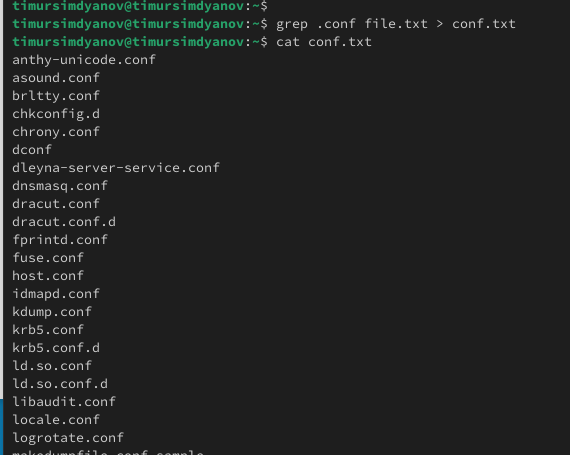 timursimdyanov@timursimdyanov:~$
timursimdyanov@timursimdyanov:~$ grep .conf file.txt > conf.txt
timursimdyanov@timursimdyanov:~$ cat conf.txt
anthy-unicode.conf
asound.conf
brltty.conf
chkconfig.d
chrony.conf
dconf
dleyna-server-service.conf
dnsmasq.conf
dracut.conf
dracut.conf.d
fprintd.conf
fuse.conf
host.conf
idmapd.conf
kdump.conf
krb5.conf
krb5.conf.d
ld.so.conf
ld.so.conf.d
libaudit.conf
locale.conf
logrotate.conf
makedumpfile.conf.sample